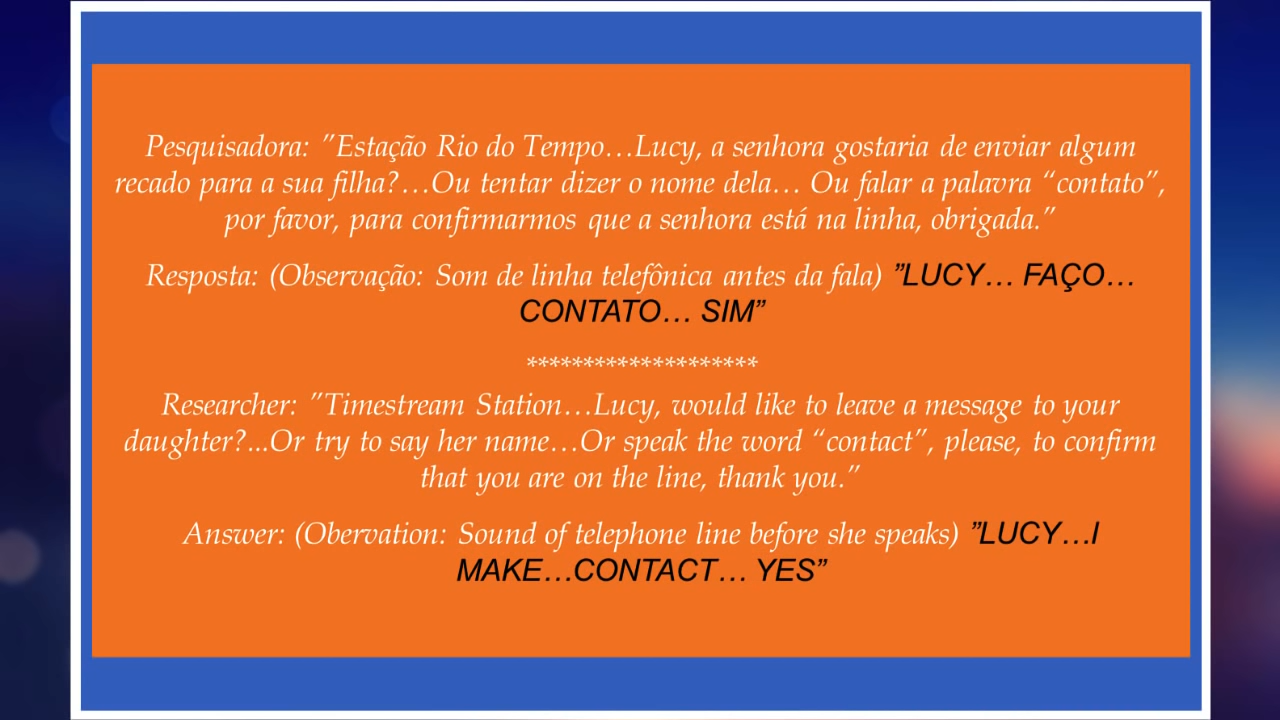 Pesquisadora: ”Estação Rio do Tempo…Lucy, a senhora gostaria de enviar algum
recado para a sua filha?…Ou tentar dizer o nome dela… Ou falar a palavra “contato”,
por favor, para confirmarmos que a senhora está na linha, obrigada.”
Resposta: (Observação: Som de linha telefônica antes da fala) ”LUCY… FAÇO…
CONTATO… SIM”
********************
Researcher: ”Timestream Station…Lucy, would like to leave a message to your
daughter?...Or try to say her name…Or speak the word “contact”, please, to confirm
that you are on the line, thank you.”
Answer: (Obervation: Sound of telephone line before she speaks) ”LUCY…I
MAKE…CONTACT… YES”